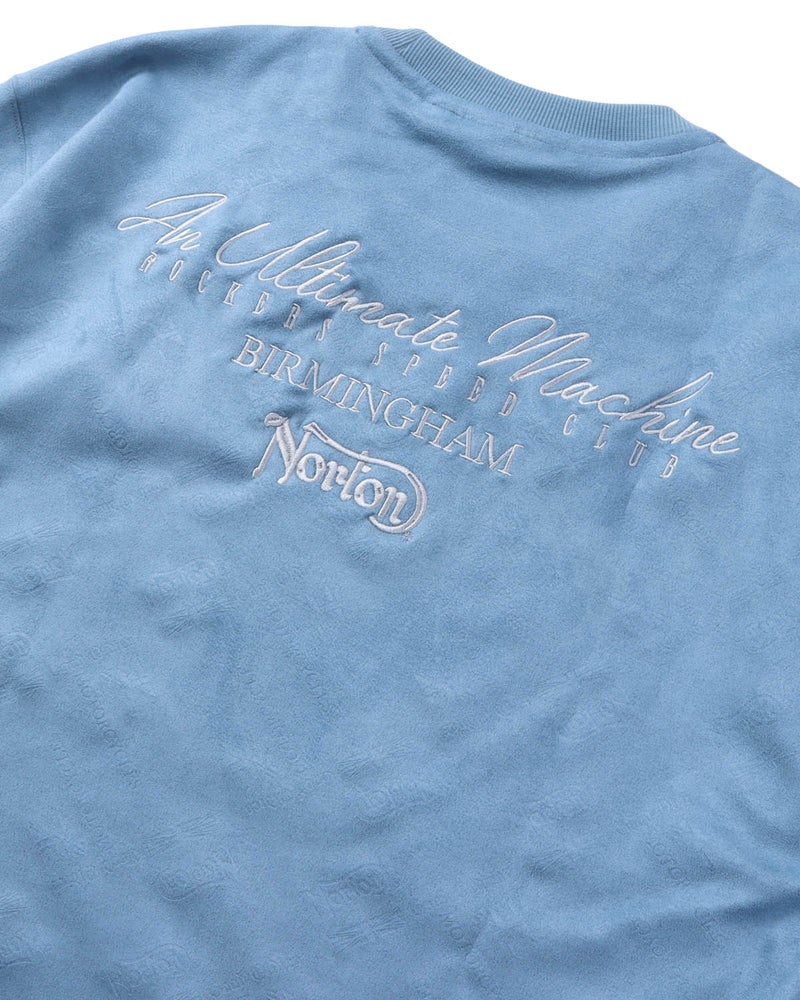 An Ultimate Machine
ROCKERS SPEED CLUB
BIRMINGHAM
Norton